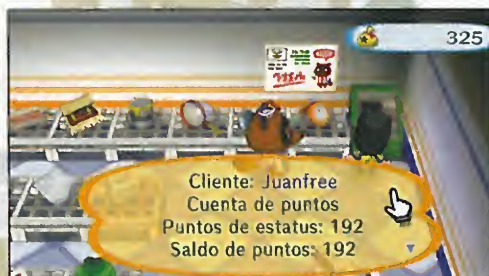 325
Cliente: Juanfree
Cuenta de puntos
Puntos de estatus: 192
Saldo de puntos: 192